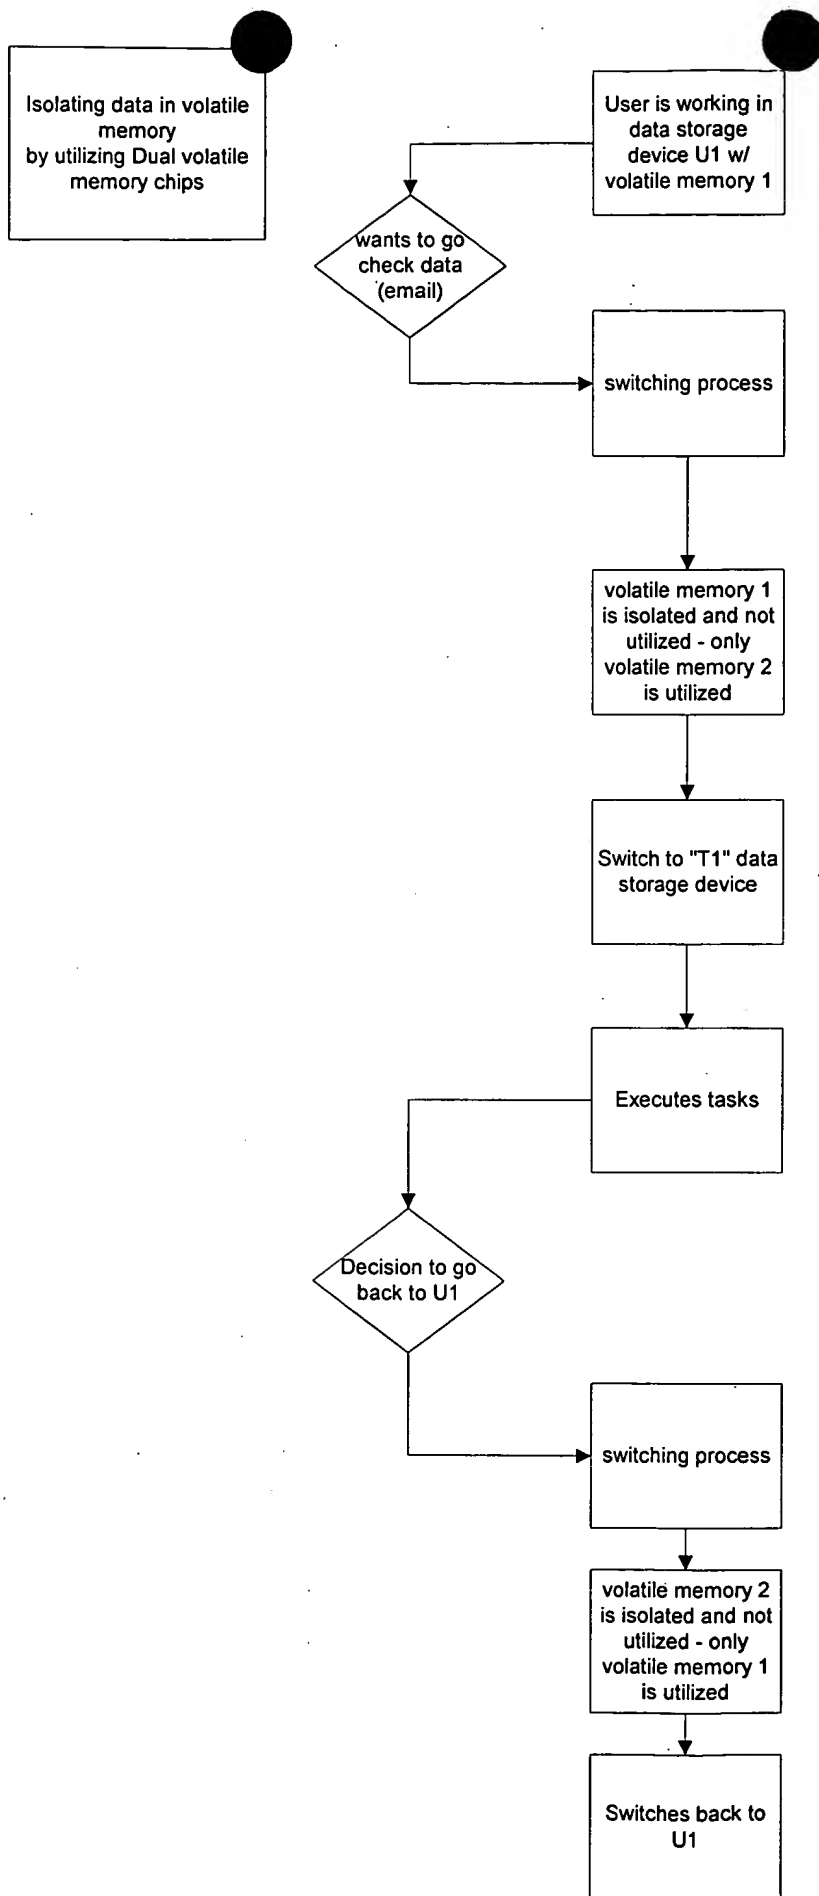 Isolating data in volatile
memory
by utilizing Dual volatile
memory chips
User is working in
data storage
device U1 w/
volatile memory 1
wants to go
check data
(email)
switching process
volatile memory 1
is isolated and not
utilized - only
volatile memory 2
is utilized
Switch to "T1" data
storage device
Executes tasks
Decision to go
back to U1
switching process
volatile memory 2
is isolated and not
utilized - only
volatile memory 1
is utilized
Switches back to
U1